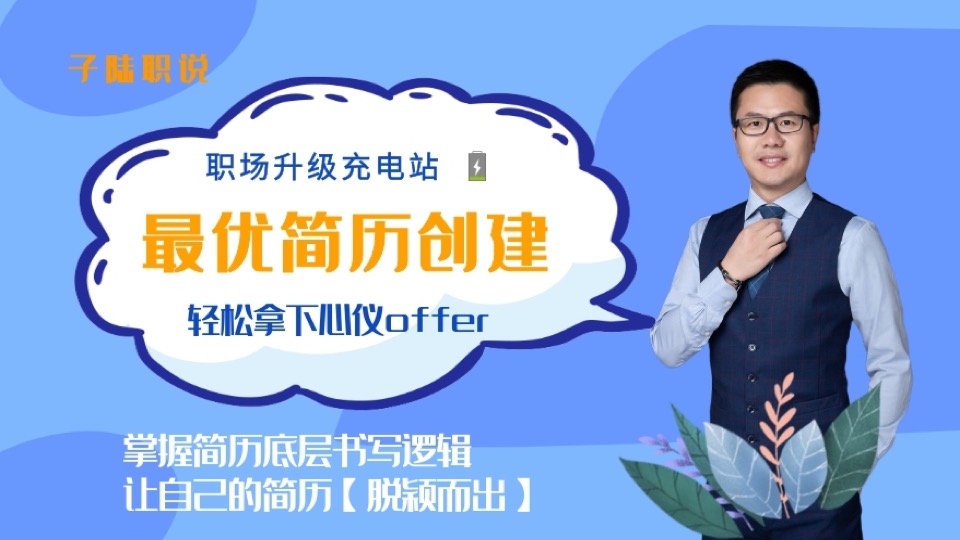 子陆职说
职场升级充电站
最优简历创建
轻松拿下心仪offer
掌握简历底层书写逻辑
让自己的简历【脱颖而出】